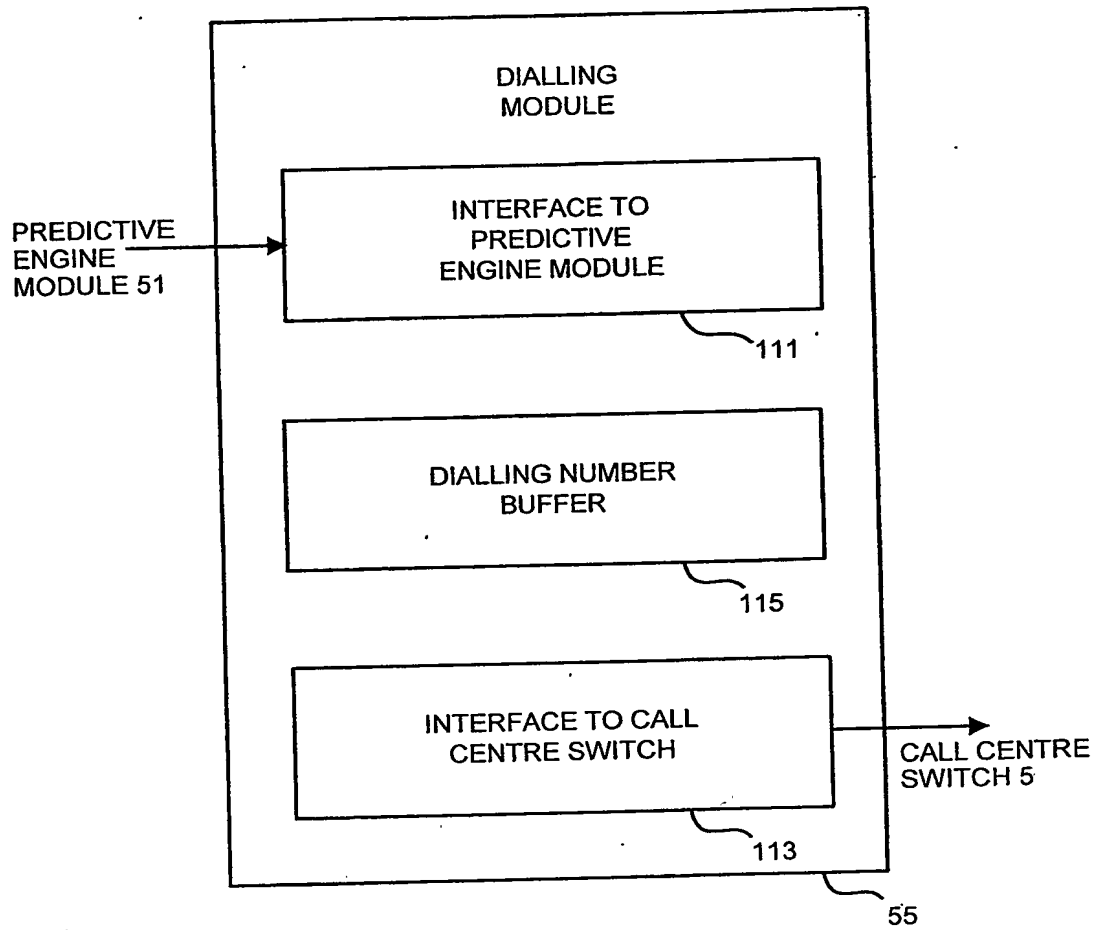 DIALLING
MODULE
PREDICTIVE
ENGINE
MODULE 51
INTERFACE TO
PREDICTIVE
ENGINE MODULE
111
DIALLING NUMBER
BUFFER
115
INTERFACE TO CALL
CENTRE SWITCH
CALL CENTRE
SWITCH 5
113
55